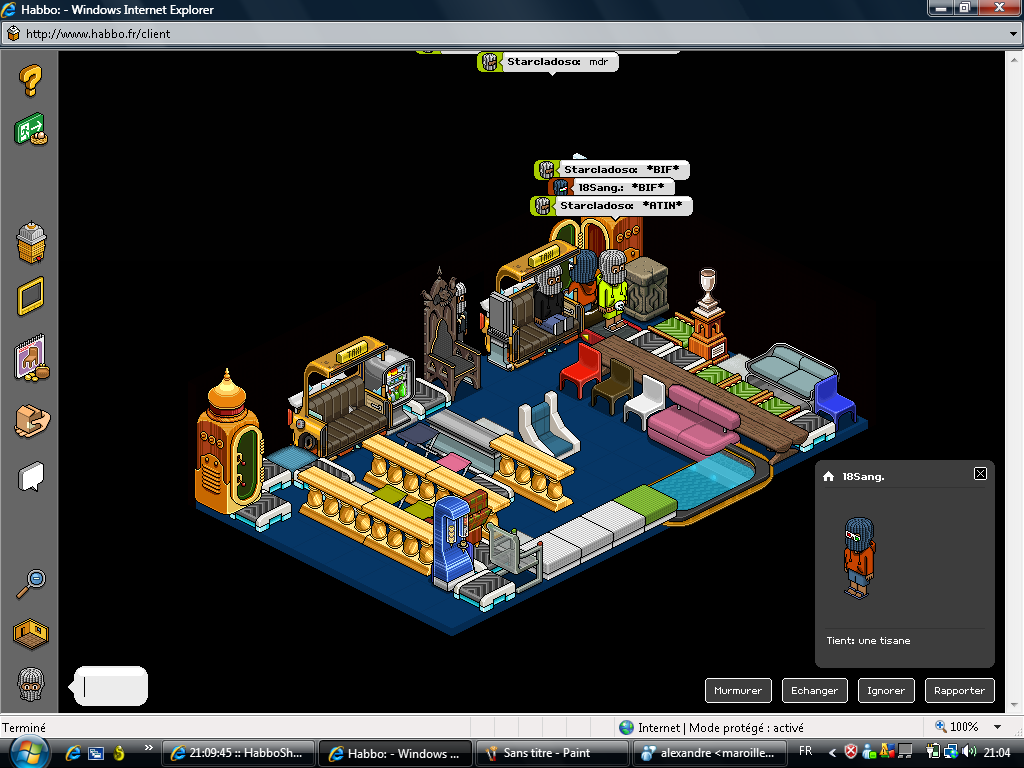 Habbo: - Windows Internet Explorer
http://www.habbo.fr/client
Starcladoso: mdr
Starcladoso: *BIF*
18Sang.: *BIF*
Starcladoso: *ATIN*
TAXI
TAXI
18Sang.
Tient: une tisane
Murmurer
Echanger
Ignorer
Rapporter
Terminé
Internet | Mode protégé : activé
100%
21:09:45 :: HabboSh...
Habbo: - Windows ...
Sans titre - Paint
alexandre <maroille...
FR
21:04